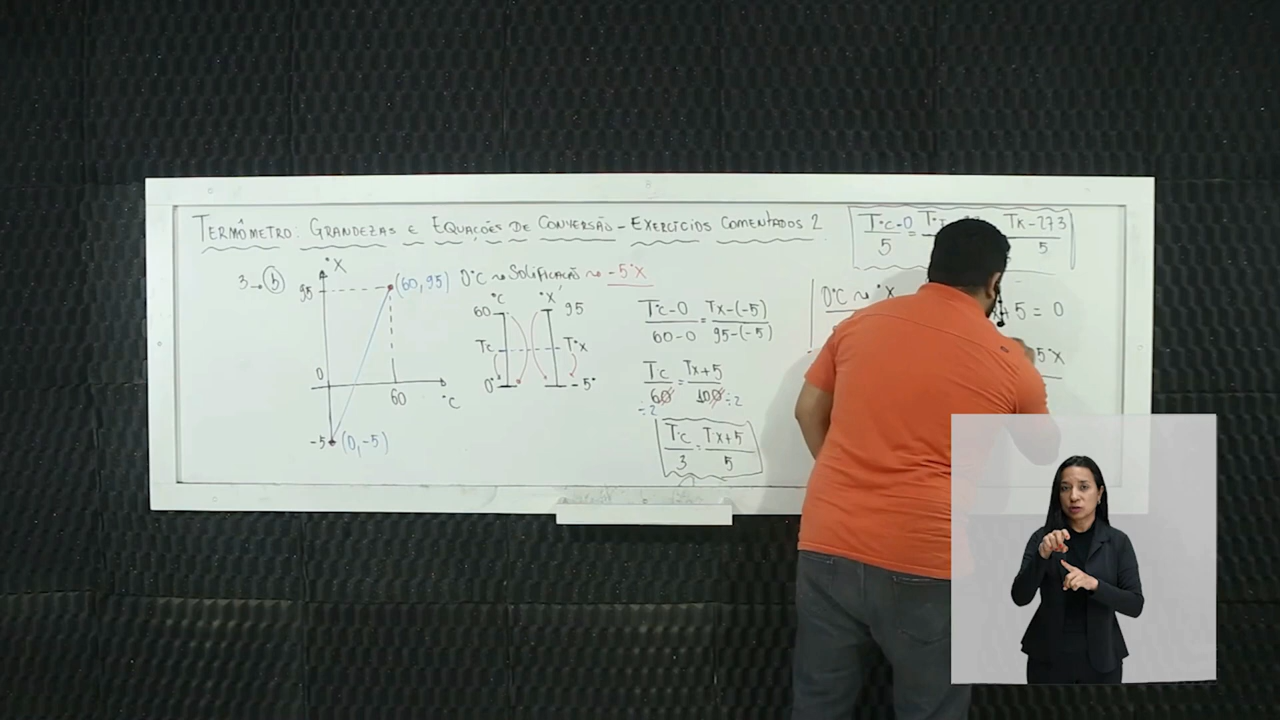 TERMÔMETRO: GRANDEZAS E EQUAÇÕES DE CONVERSÃO - EXERCÍCIOS COMENTADOS 2
T°C-0 / 5 = TK-273 / 5
3 → b
°X
95
(60, 95)
0
60
°C
-5
(0, -5)
0°C ~ SOLIFICAÇÃO ~ -5°X
°C °X
60 95
Tc T°X
0° -5°
Tc-0 / 60-0 = Tx-(-5) / 95-(-5)
Tc / 60 = Tx+5 / 100
÷2 ÷2
Tc / 3 = Tx+5 / 5
0°C ~ °X
x+5 = 0
5°X